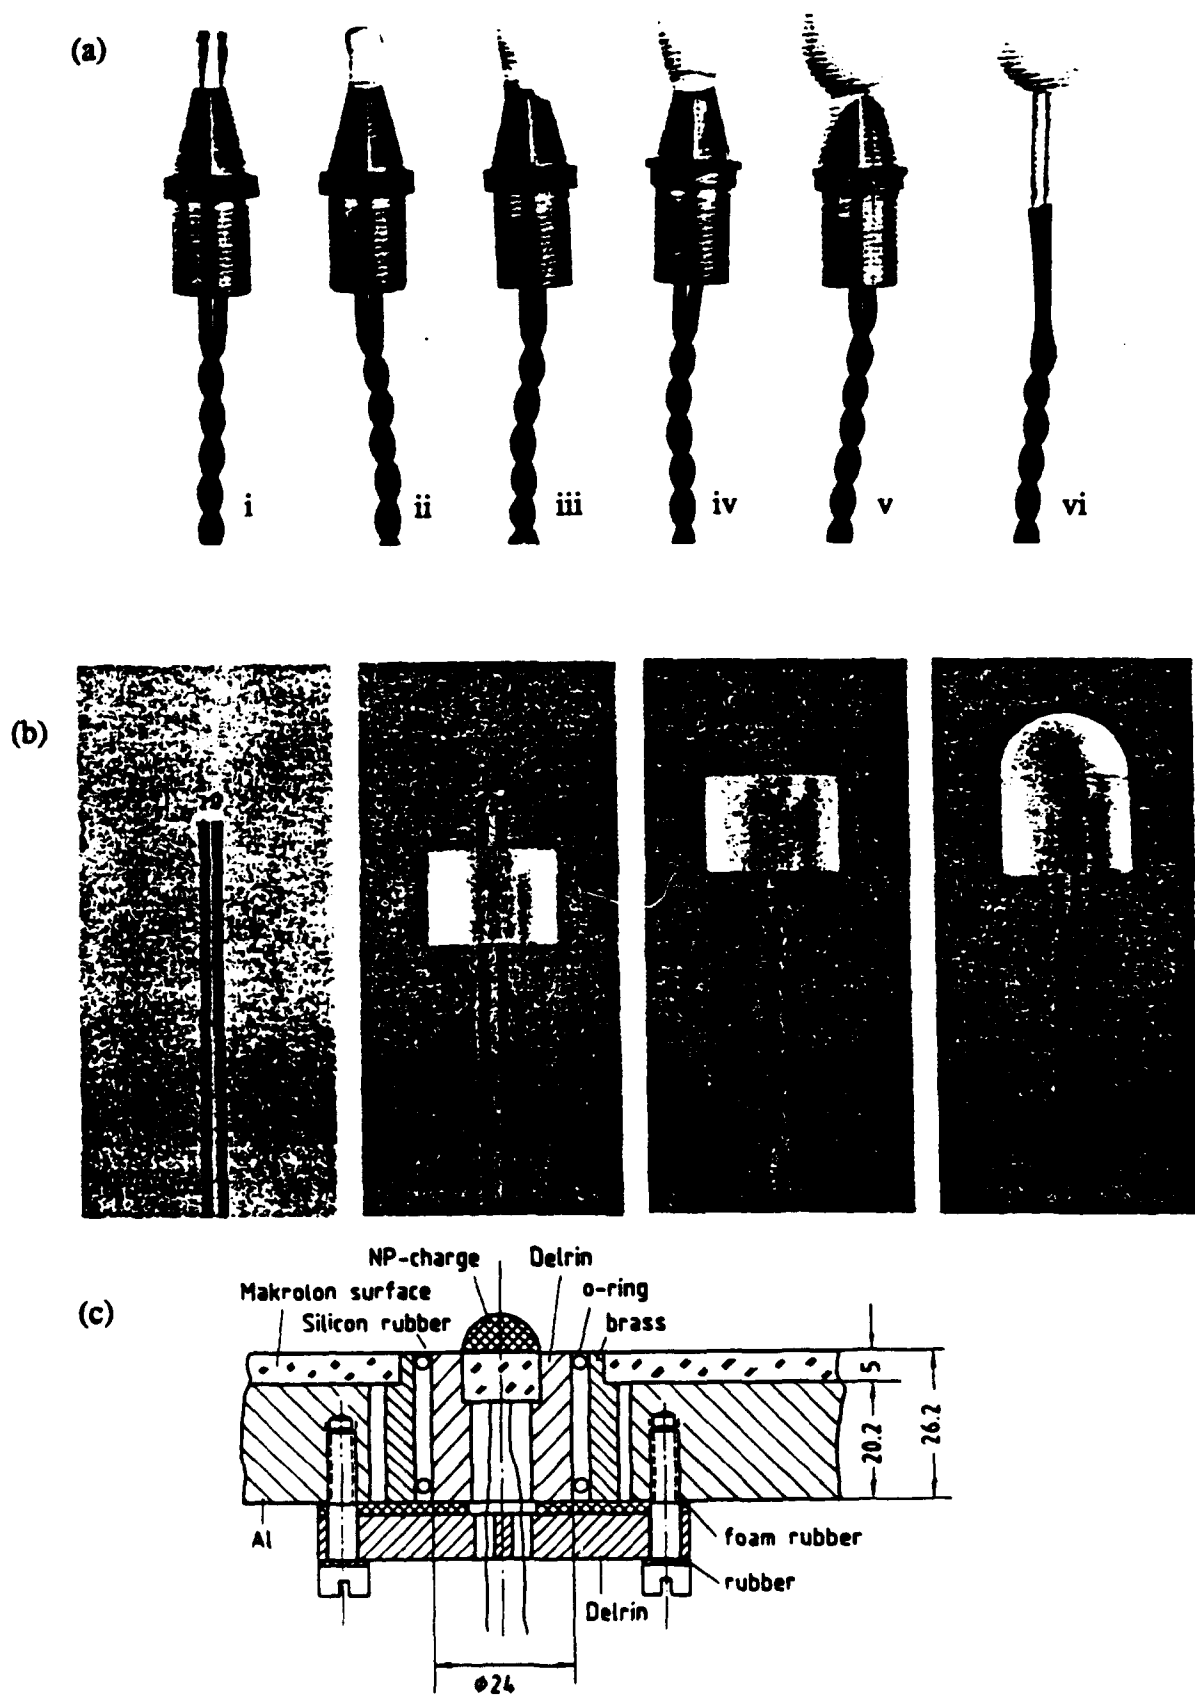 (a)
i
ii
iii
iv
v
vi
(b)
(c)
NP-charge
Delrin
Makrolon surface
o-ring
Silicon rubber
brass
5
20.2
26.2
Al
foam rubber
rubber
Delrin
ø24